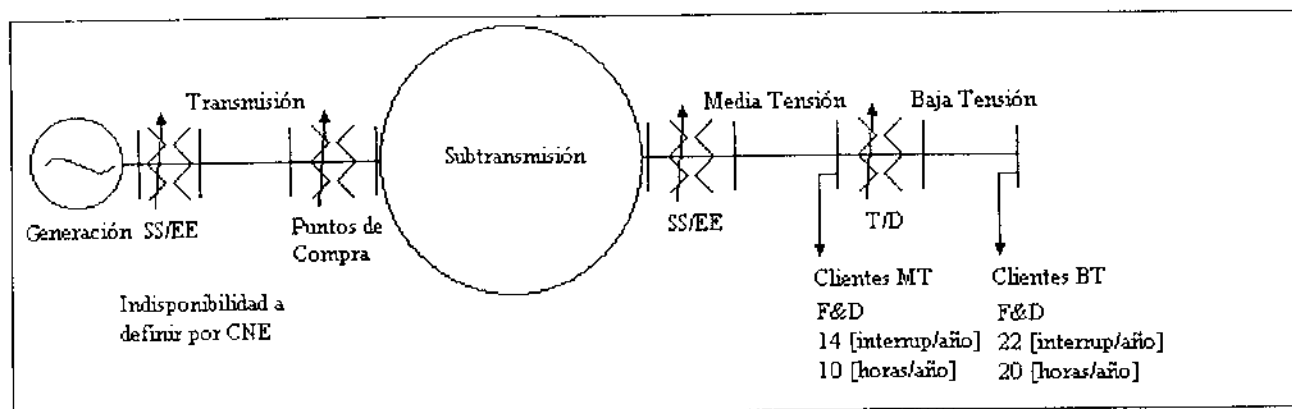 Transmisión
Media Tensión
Baja Tensión
Subtransmisión
Generación
SS/EE
Puntos de
Compra
SS/EE
T/D
Indisponibilidad a
definir por CNE
Clientes MT
F&D
14 [interrup/año]
10 [horas/año]
Clientes BT
F&D
22 [interrup/año]
20 [horas/año]